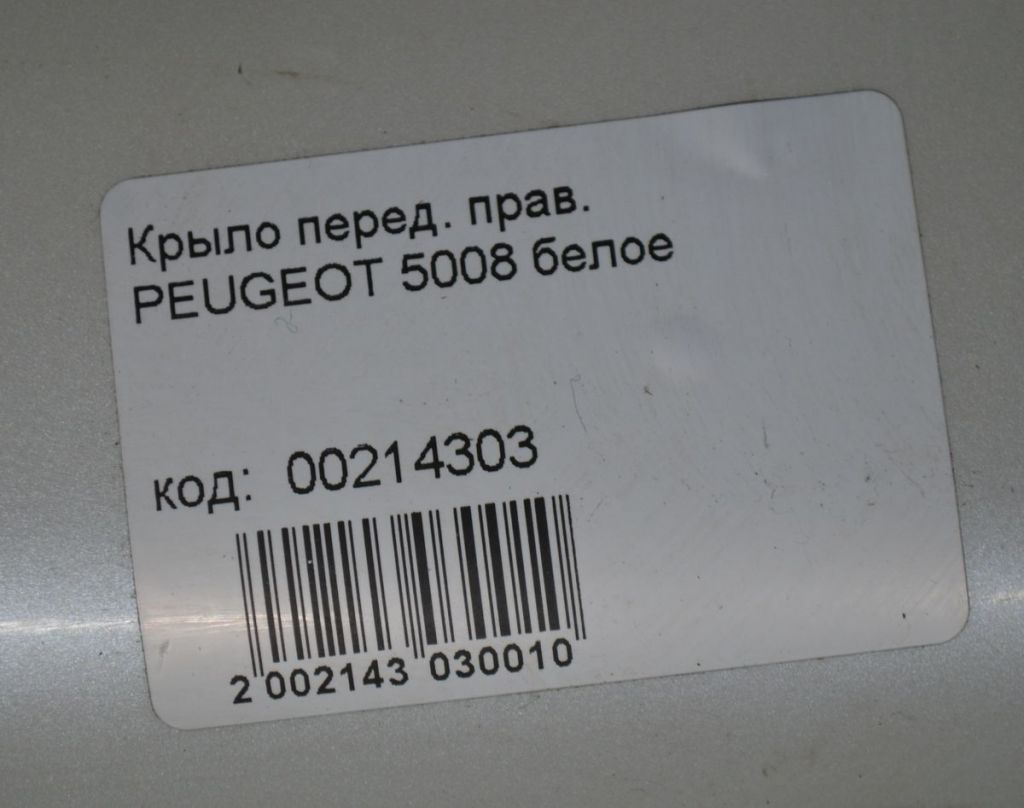 Крыло перед. прав.
PEUGEOT 5008 белое
код: 00214303
2 002143 030010